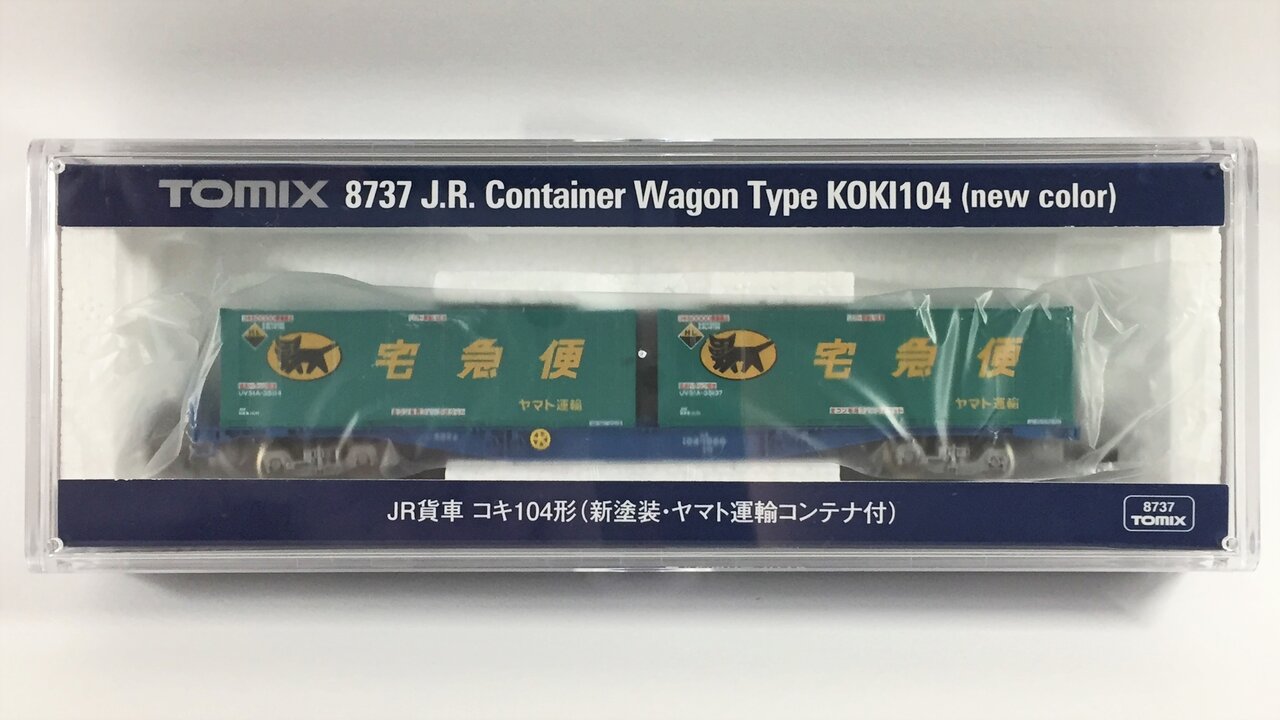 TOMIX 8737 J.R. Container Wagon Type KOKI104 (new color)
宅急便
ヤマト運輸
宅急便
ヤマト運輸
JR貨車 コキ104形(新塗装・ヤマト運輸コンテナ付)
8737
TOMIX